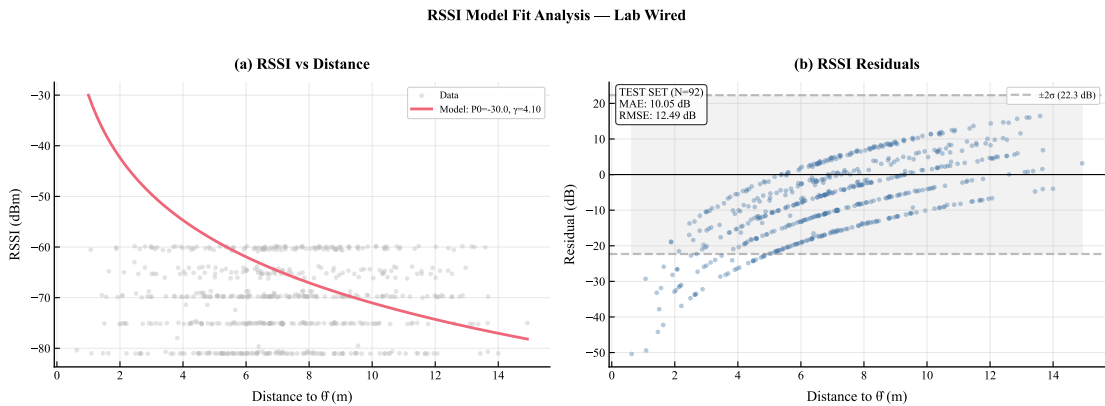 RSSI Model Fit Analysis — Lab Wired
(a) RSSI vs Distance
RSSI (dBm)
−30
−40
−50
−60
−70
−80
Data
Model: P0=-30.0, γ=4.10
0 2 4 6 8 10 12 14
Distance to θ̂ (m)
(b) RSSI Residuals
Residual (dB)
20
10
0
−10
−20
−30
−40
−50
TEST SET (N=92)
MAE: 10.05 dB
RMSE: 12.49 dB
±2σ (22.3 dB)
0 2 4 6 8 10 12 14
Distance to θ̂ (m)